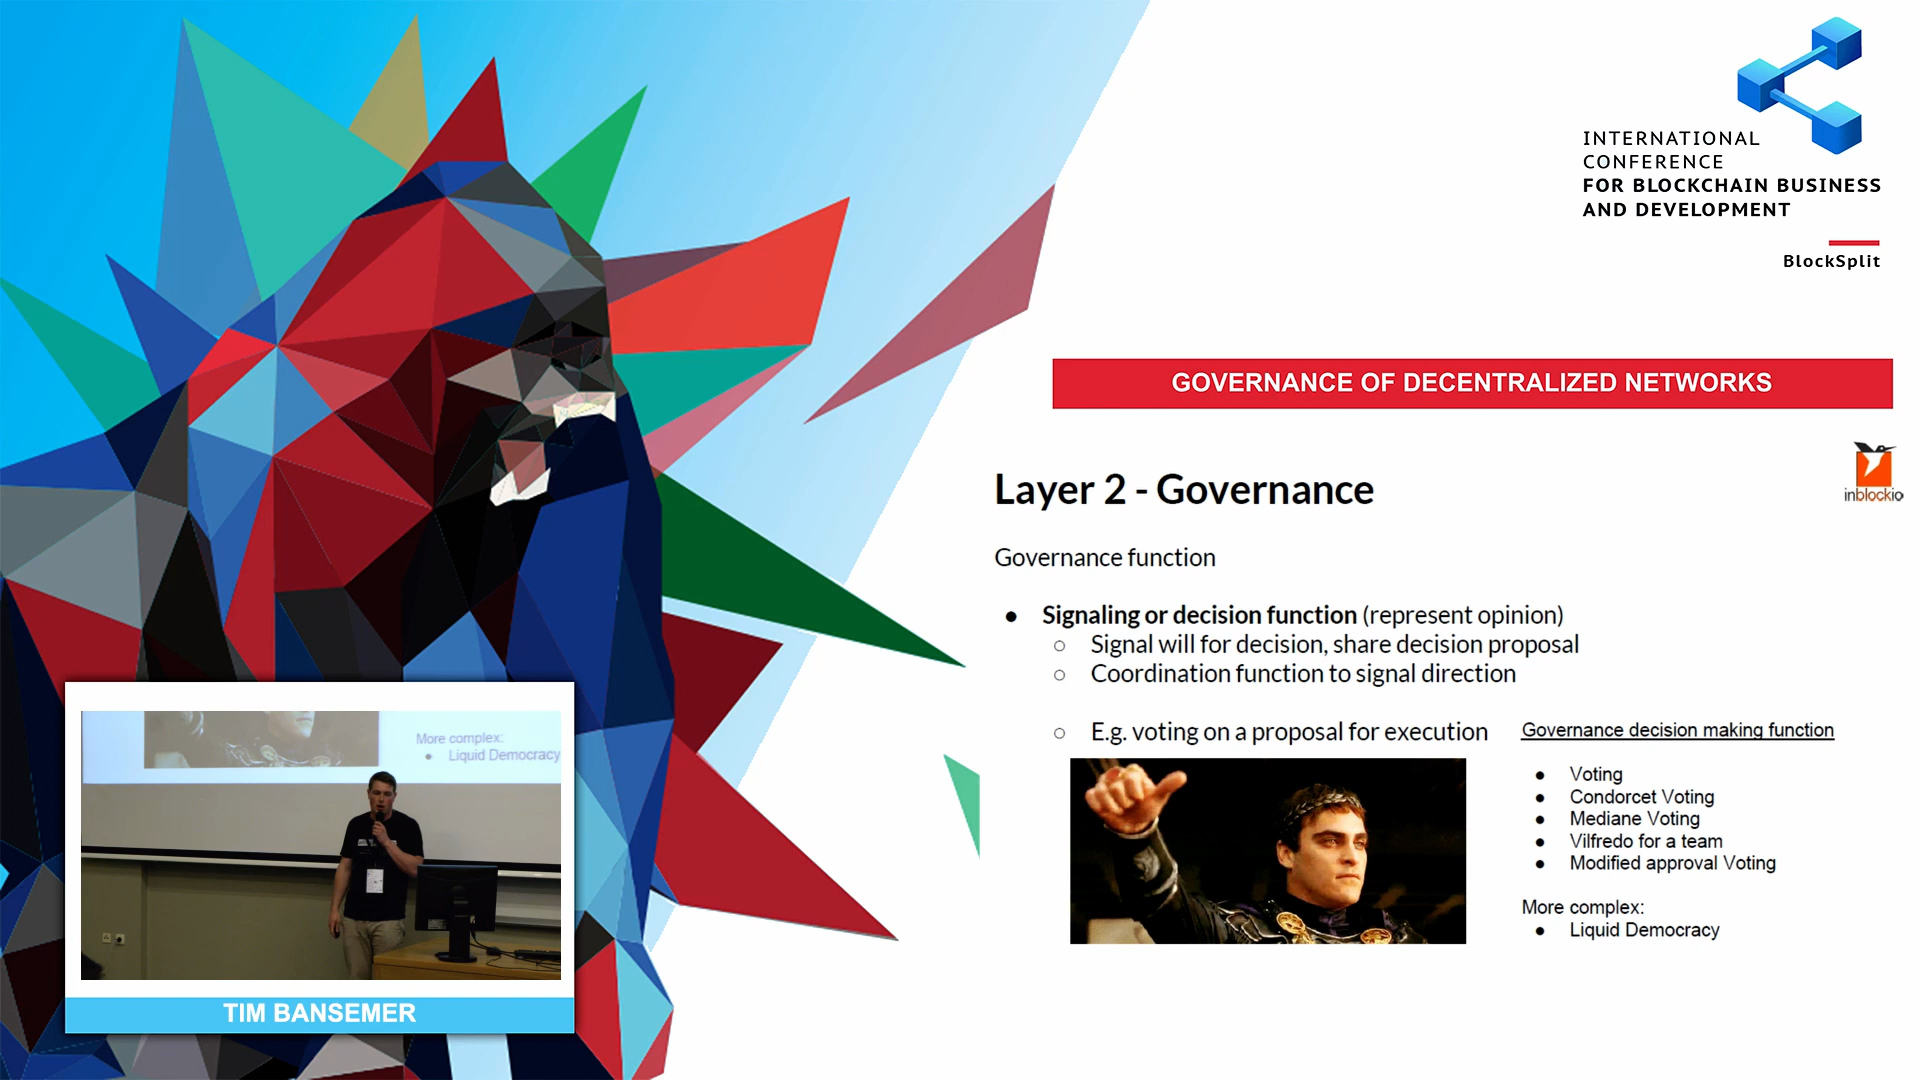 INTERNATIONAL
CONFERENCE
FOR BLOCKCHAIN BUSINESS
AND DEVELOPMENT
BlockSplit
GOVERNANCE OF DECENTRALIZED NETWORKS
inblockio
Layer 2 - Governance
Governance function
● Signaling or decision function (represent opinion)
○ Signal will for decision, share decision proposal
○ Coordination function to signal direction
○ E.g. voting on a proposal for execution
Governance decision making function
● Voting
● Condorcet Voting
● Mediane Voting
● Vilfredo for a team
● Modified approval Voting
More complex:
● Liquid Democracy
More complex:
● Liquid Democracy
TIM BANSEMER